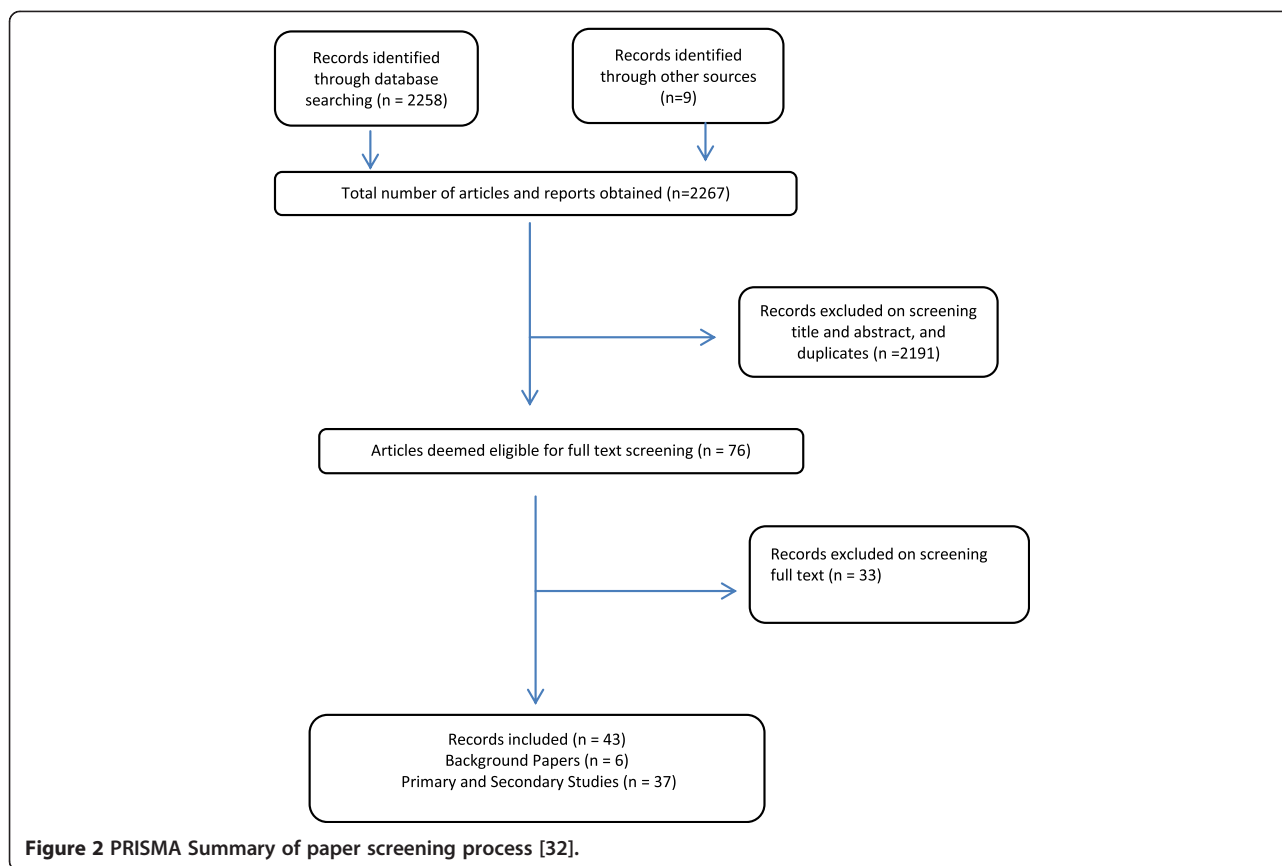 Records identified
through database
searching (n = 2258)
Records identified
through other sources
(n=9)
Total number of articles and reports obtained (n=2267)
Records excluded on screening
title and abstract, and
duplicates (n =2191)
Articles deemed eligible for full text screening (n = 76)
Records excluded on screening
full text (n = 33)
Records included (n = 43)
Background Papers (n = 6)
Primary and Secondary Studies (n = 37)
Figure 2 PRISMA Summary of paper screening process [32].